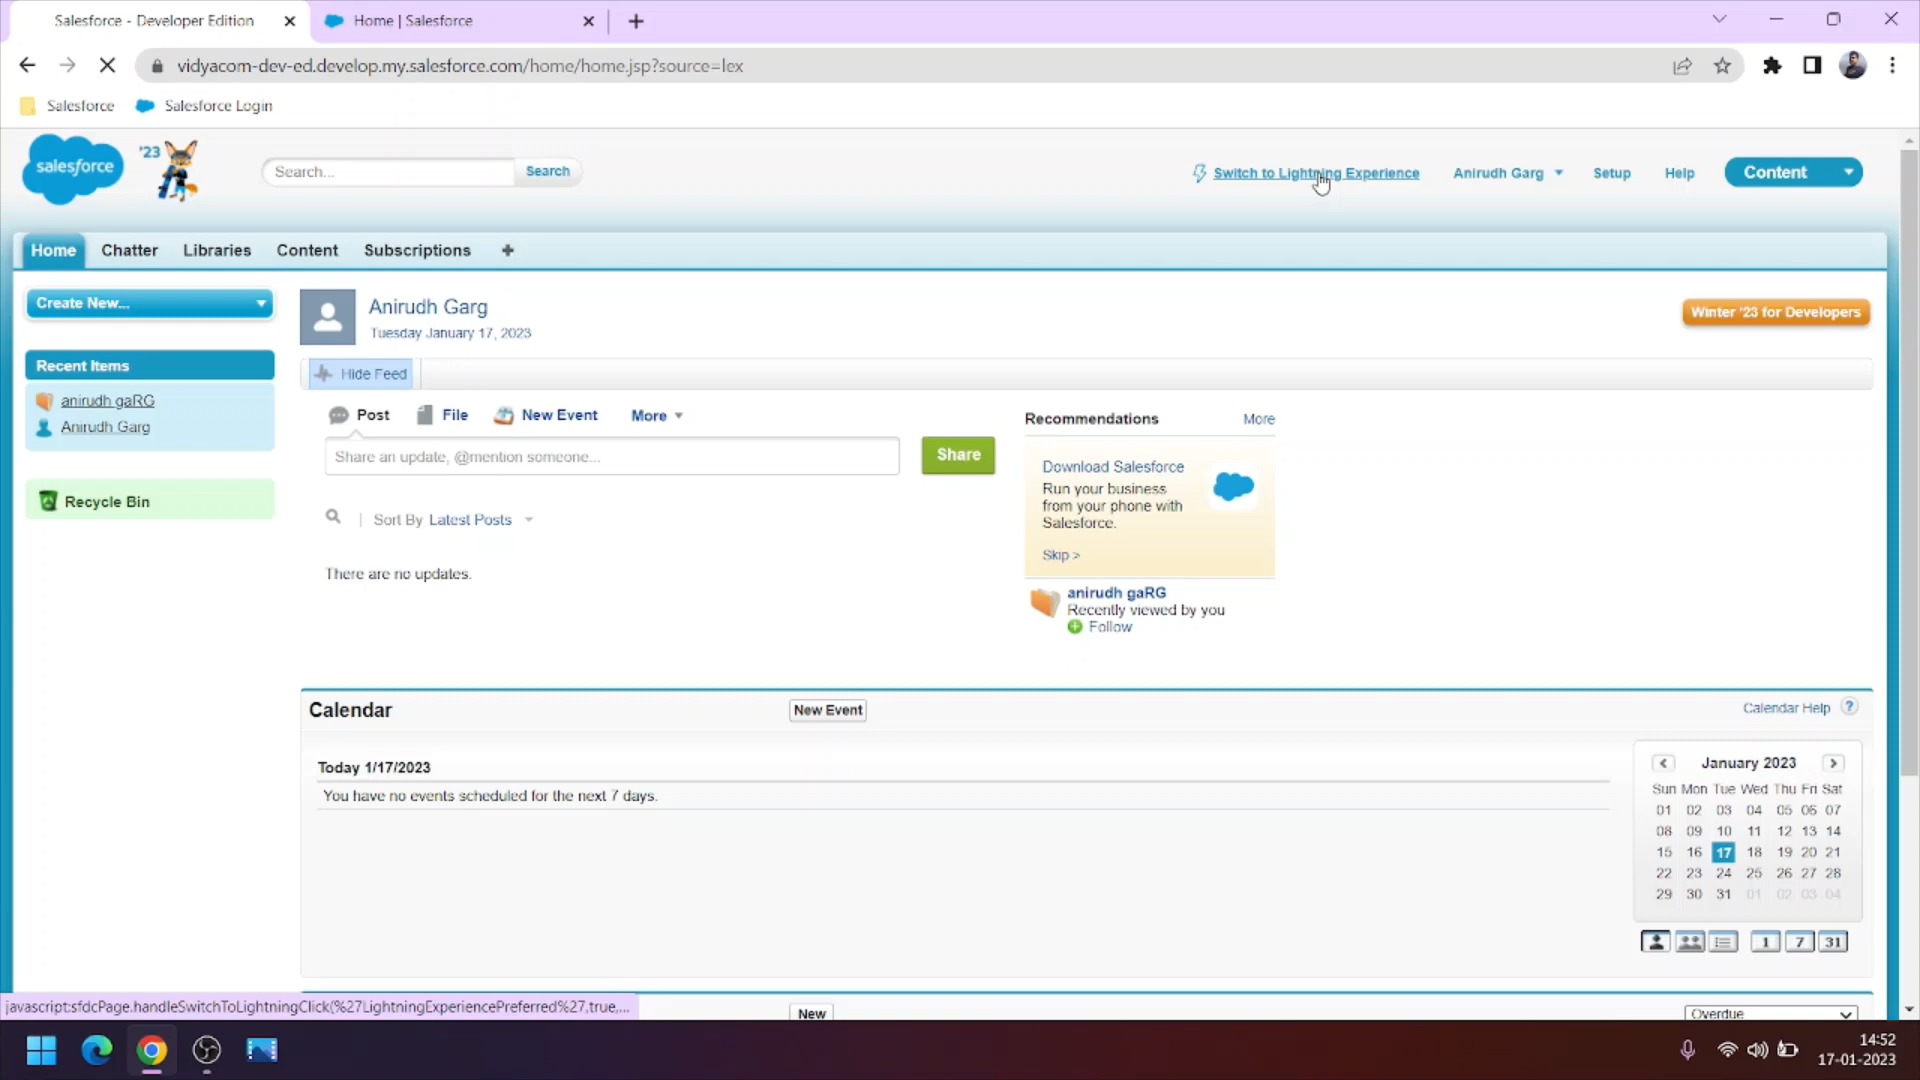 Salesforce - Developer Edition
Home | Salesforce
vidyacom-dev-ed.develop.my.salesforce.com/home/home.jsp?source=lex
Salesforce
Salesforce Login
salesforce
'23
Search...
Search
Switch to Lightning Experience
Anirudh Garg
Setup
Help
Content
Home
Chatter
Libraries
Content
Subscriptions
Create New...
Anirudh Garg
Tuesday January 17, 2023
Winter '23 for Developers
Recent Items
anirudh gaRG
Anirudh Garg
Recycle Bin
Hide Feed
Post
File
New Event
More
Share an update, @mention someone...
Share
Sort By Latest Posts
There are no updates.
Recommendations
More
Download Salesforce
Run your business
from your phone with
Salesforce.
Skip >
anirudh gaRG
Recently viewed by you
Follow
Calendar
New Event
Calendar Help
?
Today 1/17/2023
You have no events scheduled for the next 7 days.
January 2023
Sun Mon Tue Wed Thu Fri Sat
01 02 03 04 05 06 07
08 09 10 11 12 13 14
15 16 17 18 19 20 21
22 23 24 25 26 27 28
29 30 31 01 02 03 04
1
7
31
javascript:sfdcPage.handleSwitchToLightningClick(%27LightningExperiencePreferred%27,true,...
New
Overdue
14:52
17-01-2023